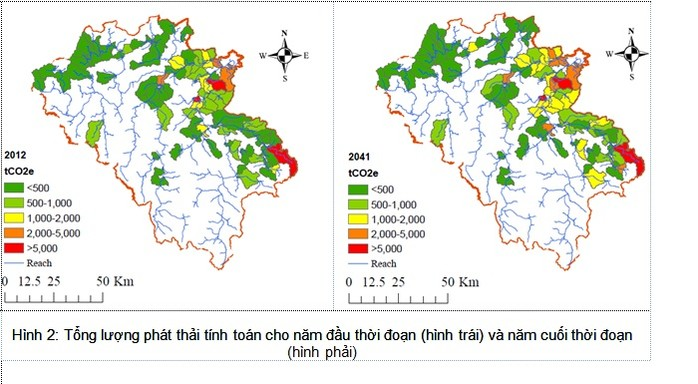 N
W E
S
2012
tCO2e
<500
500-1,000
1,000-2,000
2,000-5,000
>5,000
Reach
0 12.5 25 50 Km
N
W E
S
2041
tCO2e
<500
500-1,000
1,000-2,000
2,000-5,000
>5,000
Reach
0 12.5 25 50 Km
Hình 2: Tổng lượng phát thải tính toán cho năm đầu thời đoạn (hình trái) và năm cuối thời đoạn
(hình phải)